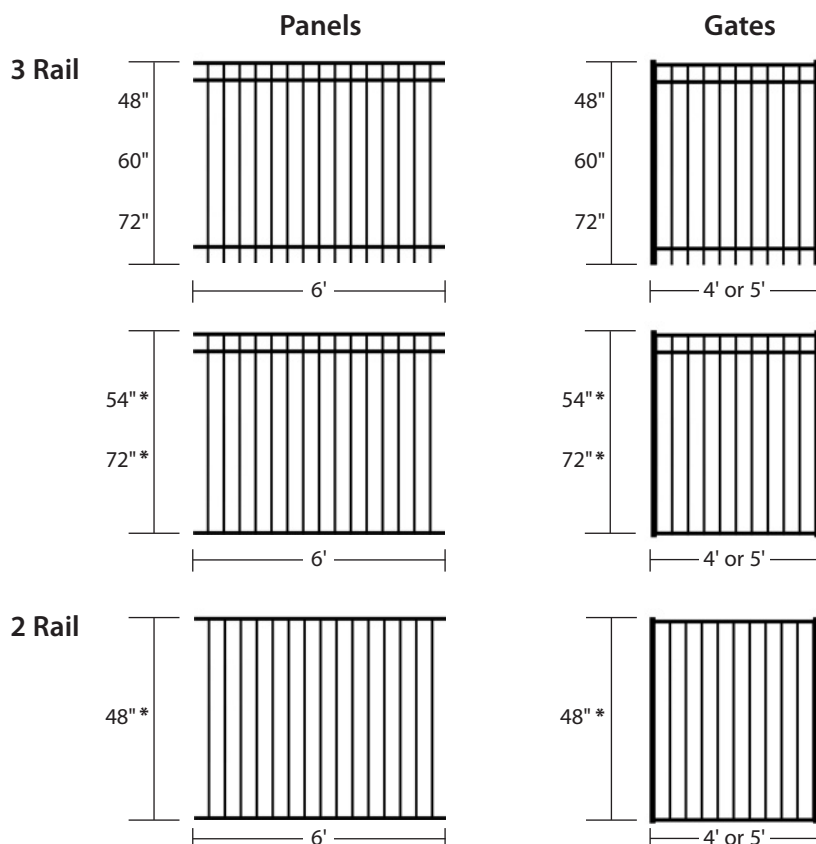 Panels Gates
3 Rail
48" 48"
60" 60"
72" 72"
6' 4' or 5'
54"* 54"*
72"* 72"*
6' 4' or 5'
2 Rail
48"* 48"*
6' 4' or 5'